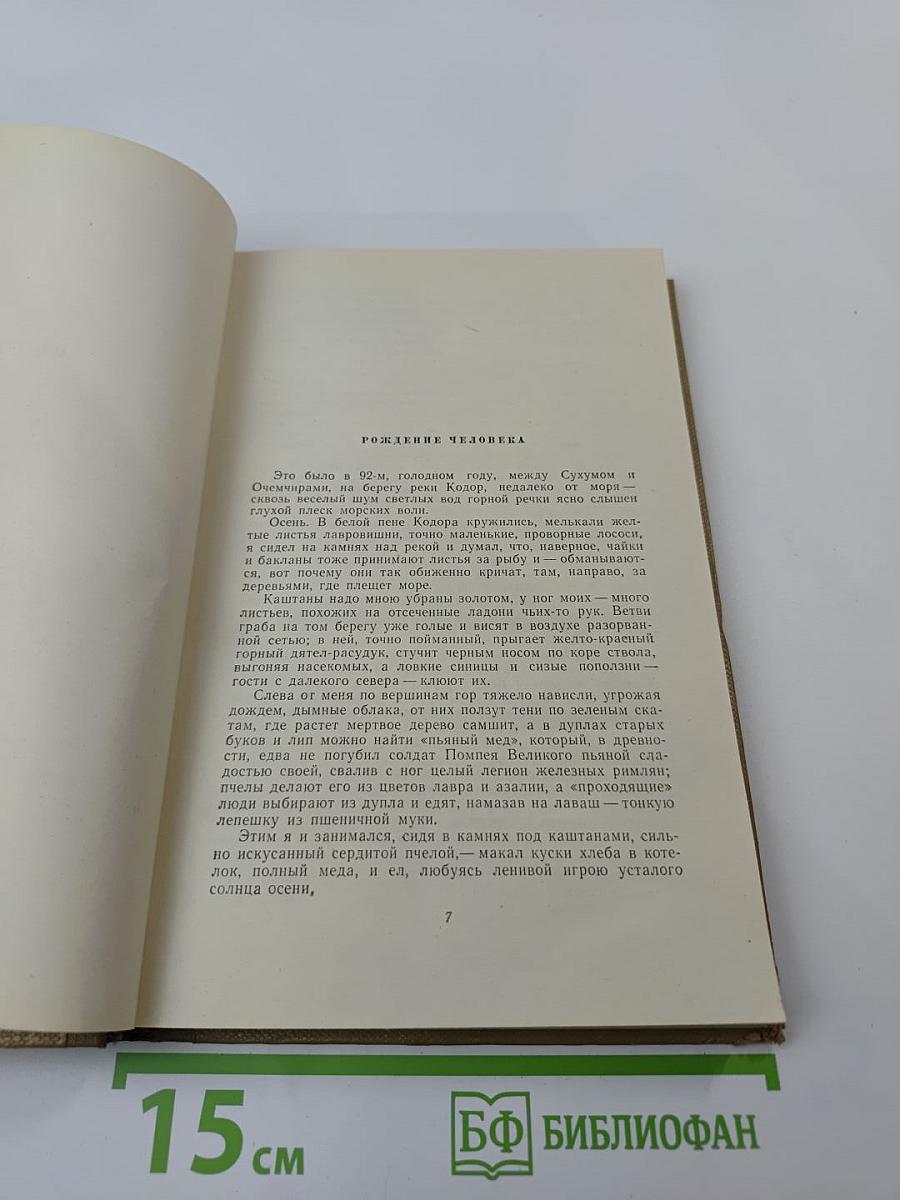 РОЖДЕНИЕ ЧЕЛОВЕКА
Это было в 92-м, голодном году, между Сухумом и
Очемчирами, на берегу реки Кодор, недалеко от моря —
сквозь веселый шум светлых вод горной речки ясно слышен
глухой плеск морских волн.
Осень. В белой пене Кодора кружились, мелькали жел-
тые листья лавровишни, точно маленькие, проворные лососи,
я сидел на камнях над рекой и думал, что, наверное, чайки
и бакланы тоже принимают листья за рыбу и — обманывают-
ся, вот почему они так обиженно кричат, там, направо, за
деревьями, где плещет море.
Каштаны надо мною убраны золотом, у ног моих — много
листьев, похожих на отсеченные ладони чьих-то рук. Ветви
граба на том берегу уже голые и висят в воздухе разорван-
ной сетью; в ней, точно пойманный, прыгает желто-красный
горный дятел-расудук, стучит черным носом по коре ствола,
выгоняя насекомых, а ловкие синицы и сизые поползни —
гости с далекого севера — клюют их.
Слева от меня по вершинам гор тяжело нависли, угрожая
дождем, дымные облака, от них ползут тени по зеленым ска-
там, где растет мертвое дерево самшит, а в дуплах старых
буков и лип можно найти «пьяный мед», который, в древно-
сти, едва не погубил солдат Помпея Великого пьяной сла-
достью своей, свалив с ног целый легион железных римлян;
пчелы делают его из цветов лавра и азалии, а «проходящие»
люди выбирают из дупла и едят, намазав на лаваш — тонкую
лепешку из пшеничной муки.
Этим я и занимался, сидя в камнях под каштанами, силь-
но искусанный сердитой пчелой,— макал куски хлеба в коте-
лок, полный меда, и ел, любуясь ленивой игрою усталого
солнца осени.
7
15 см
БФ БИБЛИОФАН